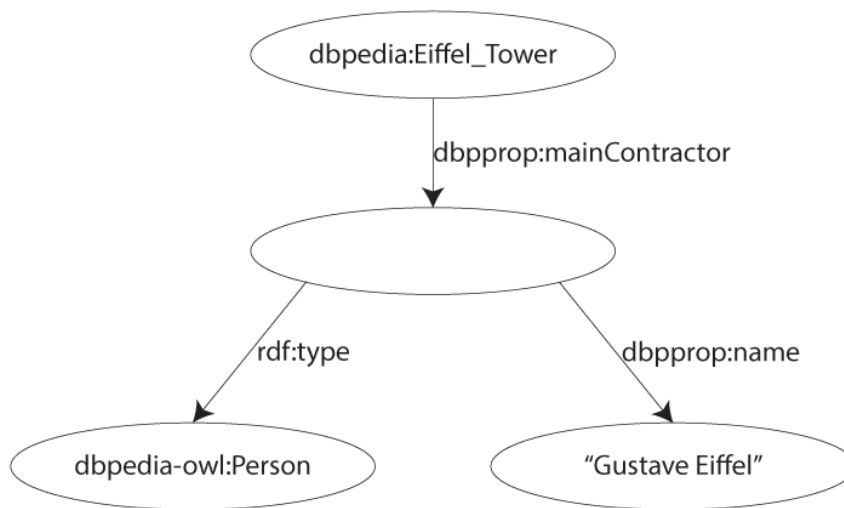 dbpedia:Eiffel_Tower
dbpprop:mainContractor
rdf:type
dbpprop:name
dbpedia-owl:Person
“Gustave Eiffel”